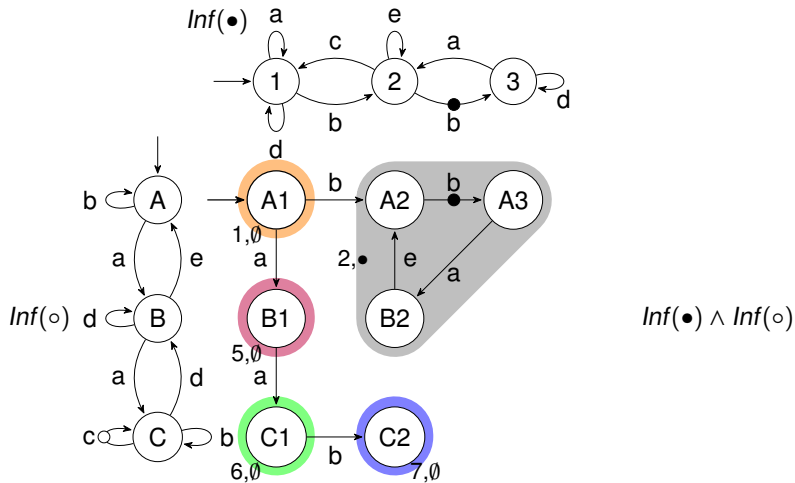 Inf(•)
a
e
c
a
1
2
3
d
b
b
d
b
A
A1
b
A2
b
A3
1,∅
a
e
a
2,•
e
a
Inf(○)
d
B
B1
B2
Inf(•) ∧ Inf(○)
5,∅
a
d
a
c
C
b
C1
b
C2
6,∅
7,∅